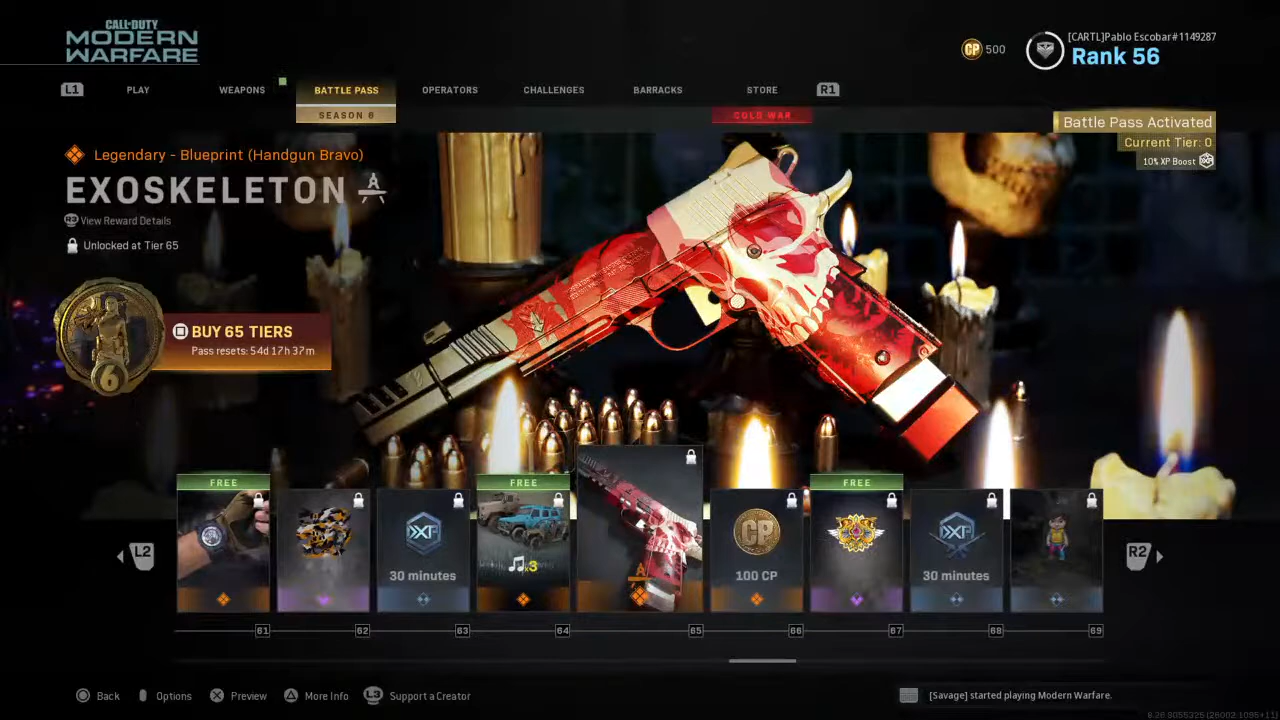 CALL·DUTY
MODERN
WARFARE
CP 500
[CARTL]Pablo Escobar#1149287
Rank 56
L1
PLAY
WEAPONS
BATTLE PASS
OPERATORS
CHALLENGES
BARRACKS
STORE
R1
SEASON 6
COLD WAR
Battle Pass Activated
Current Tier: 0
10% XP Boost
Legendary - Blueprint (Handgun Bravo)
EXOSKELETON
R3 View Reward Details
Unlocked at Tier 65
BUY 65 TIERS
Pass resets: 54d 17h 37m
6
FREE
FREE
FREE
L2
30 minutes
x3
CP
100 CP
30 minutes
R2
61
62
63
64
65
66
67
68
69
Back
Options
Preview
More Info
L3
Support a Creator
[Savage] started playing Modern Warfare.